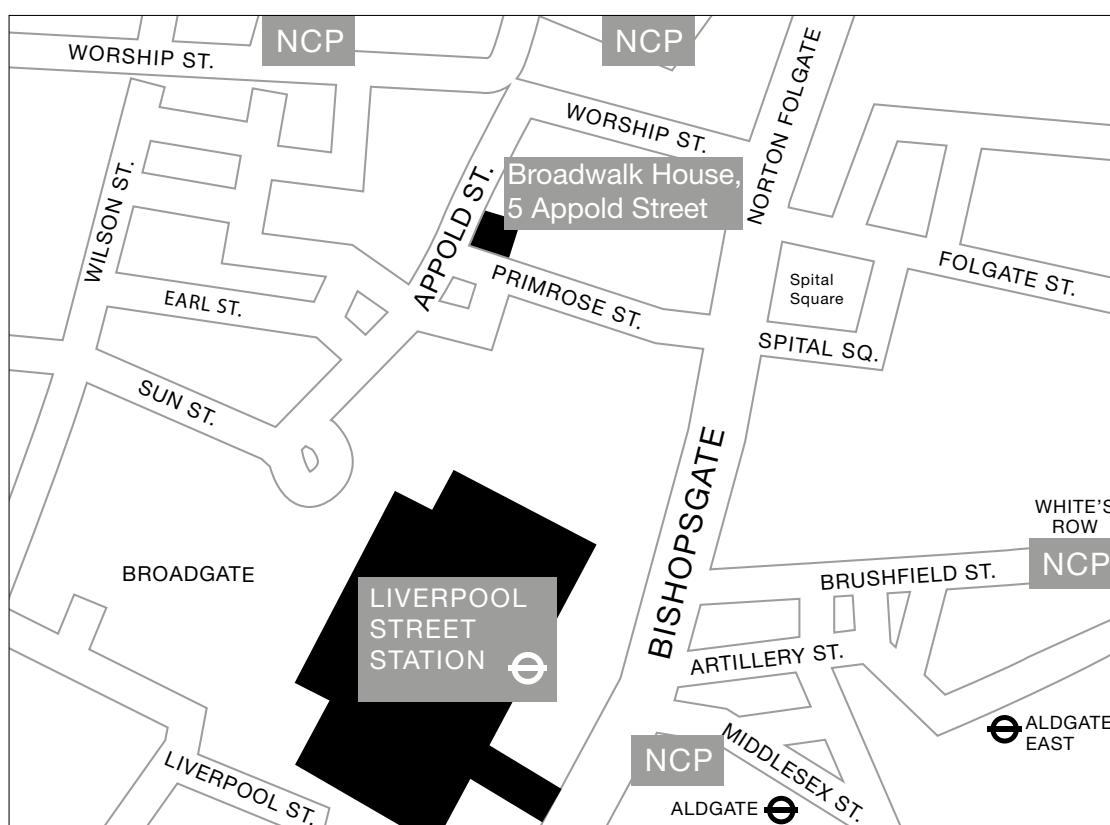 NCP
NCP
WORSHIP ST.
NORTON FOLGATE
WORSHIP ST.
Broadwalk House,
5 Appold Street
WILSON ST.
APPOLD ST.
PRIMROSE ST.
FOLGATE ST.
Spital
Square
EARL ST.
SPITAL SQ.
SUN ST.
BISHOPSGATE
WHITE'S
ROW
NCP
BROADGATE
BRUSHFIELD ST.
LIVERPOOL
STREET
STATION
ARTILLERY ST.
ALDGATE
EAST
NCP
MIDDLESEX ST.
LIVERPOOL ST.
ALDGATE